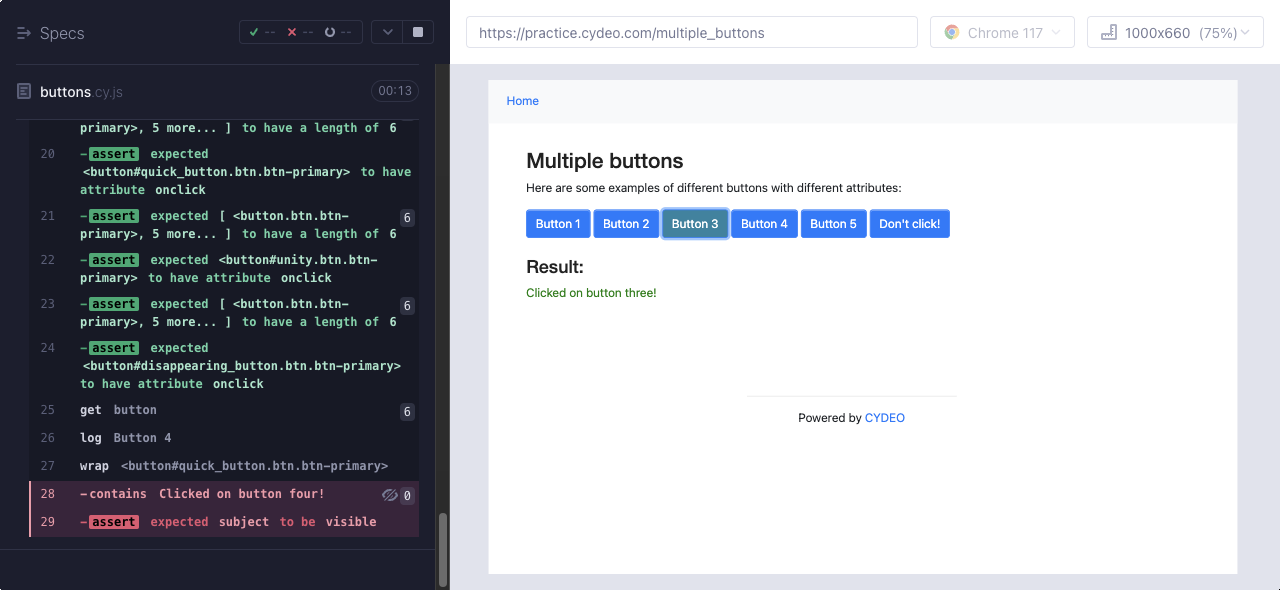 Specs
-- -- --
buttons.cy.js 00:13
primary>, 5 more... ] to have a length of 6
20 -assert expected
<button#quick_button.btn.btn-primary> to have
attribute onclick
21 -assert expected [ <button.btn.btn- 6
primary>, 5 more... ] to have a length of 6
22 -assert expected <button#unity.btn.btn-
primary> to have attribute onclick
23 -assert expected [ <button.btn.btn- 6
primary>, 5 more... ] to have a length of 6
24 -assert expected
<button#disappearing_button.btn.btn-primary>
to have attribute onclick
25 get button 6
26 log Button 4
27 wrap <button#quick_button.btn.btn-primary>
28 -contains Clicked on button four! 0
29 -assert expected subject to be visible
https://practice.cydeo.com/multiple_buttons
Chrome 117
1000x660 (75%)
Home
Multiple buttons
Here are some examples of different buttons with different attributes:
Button 1 Button 2 Button 3 Button 4 Button 5 Don't click!
Result:
Clicked on button three!
Powered by CYDEO